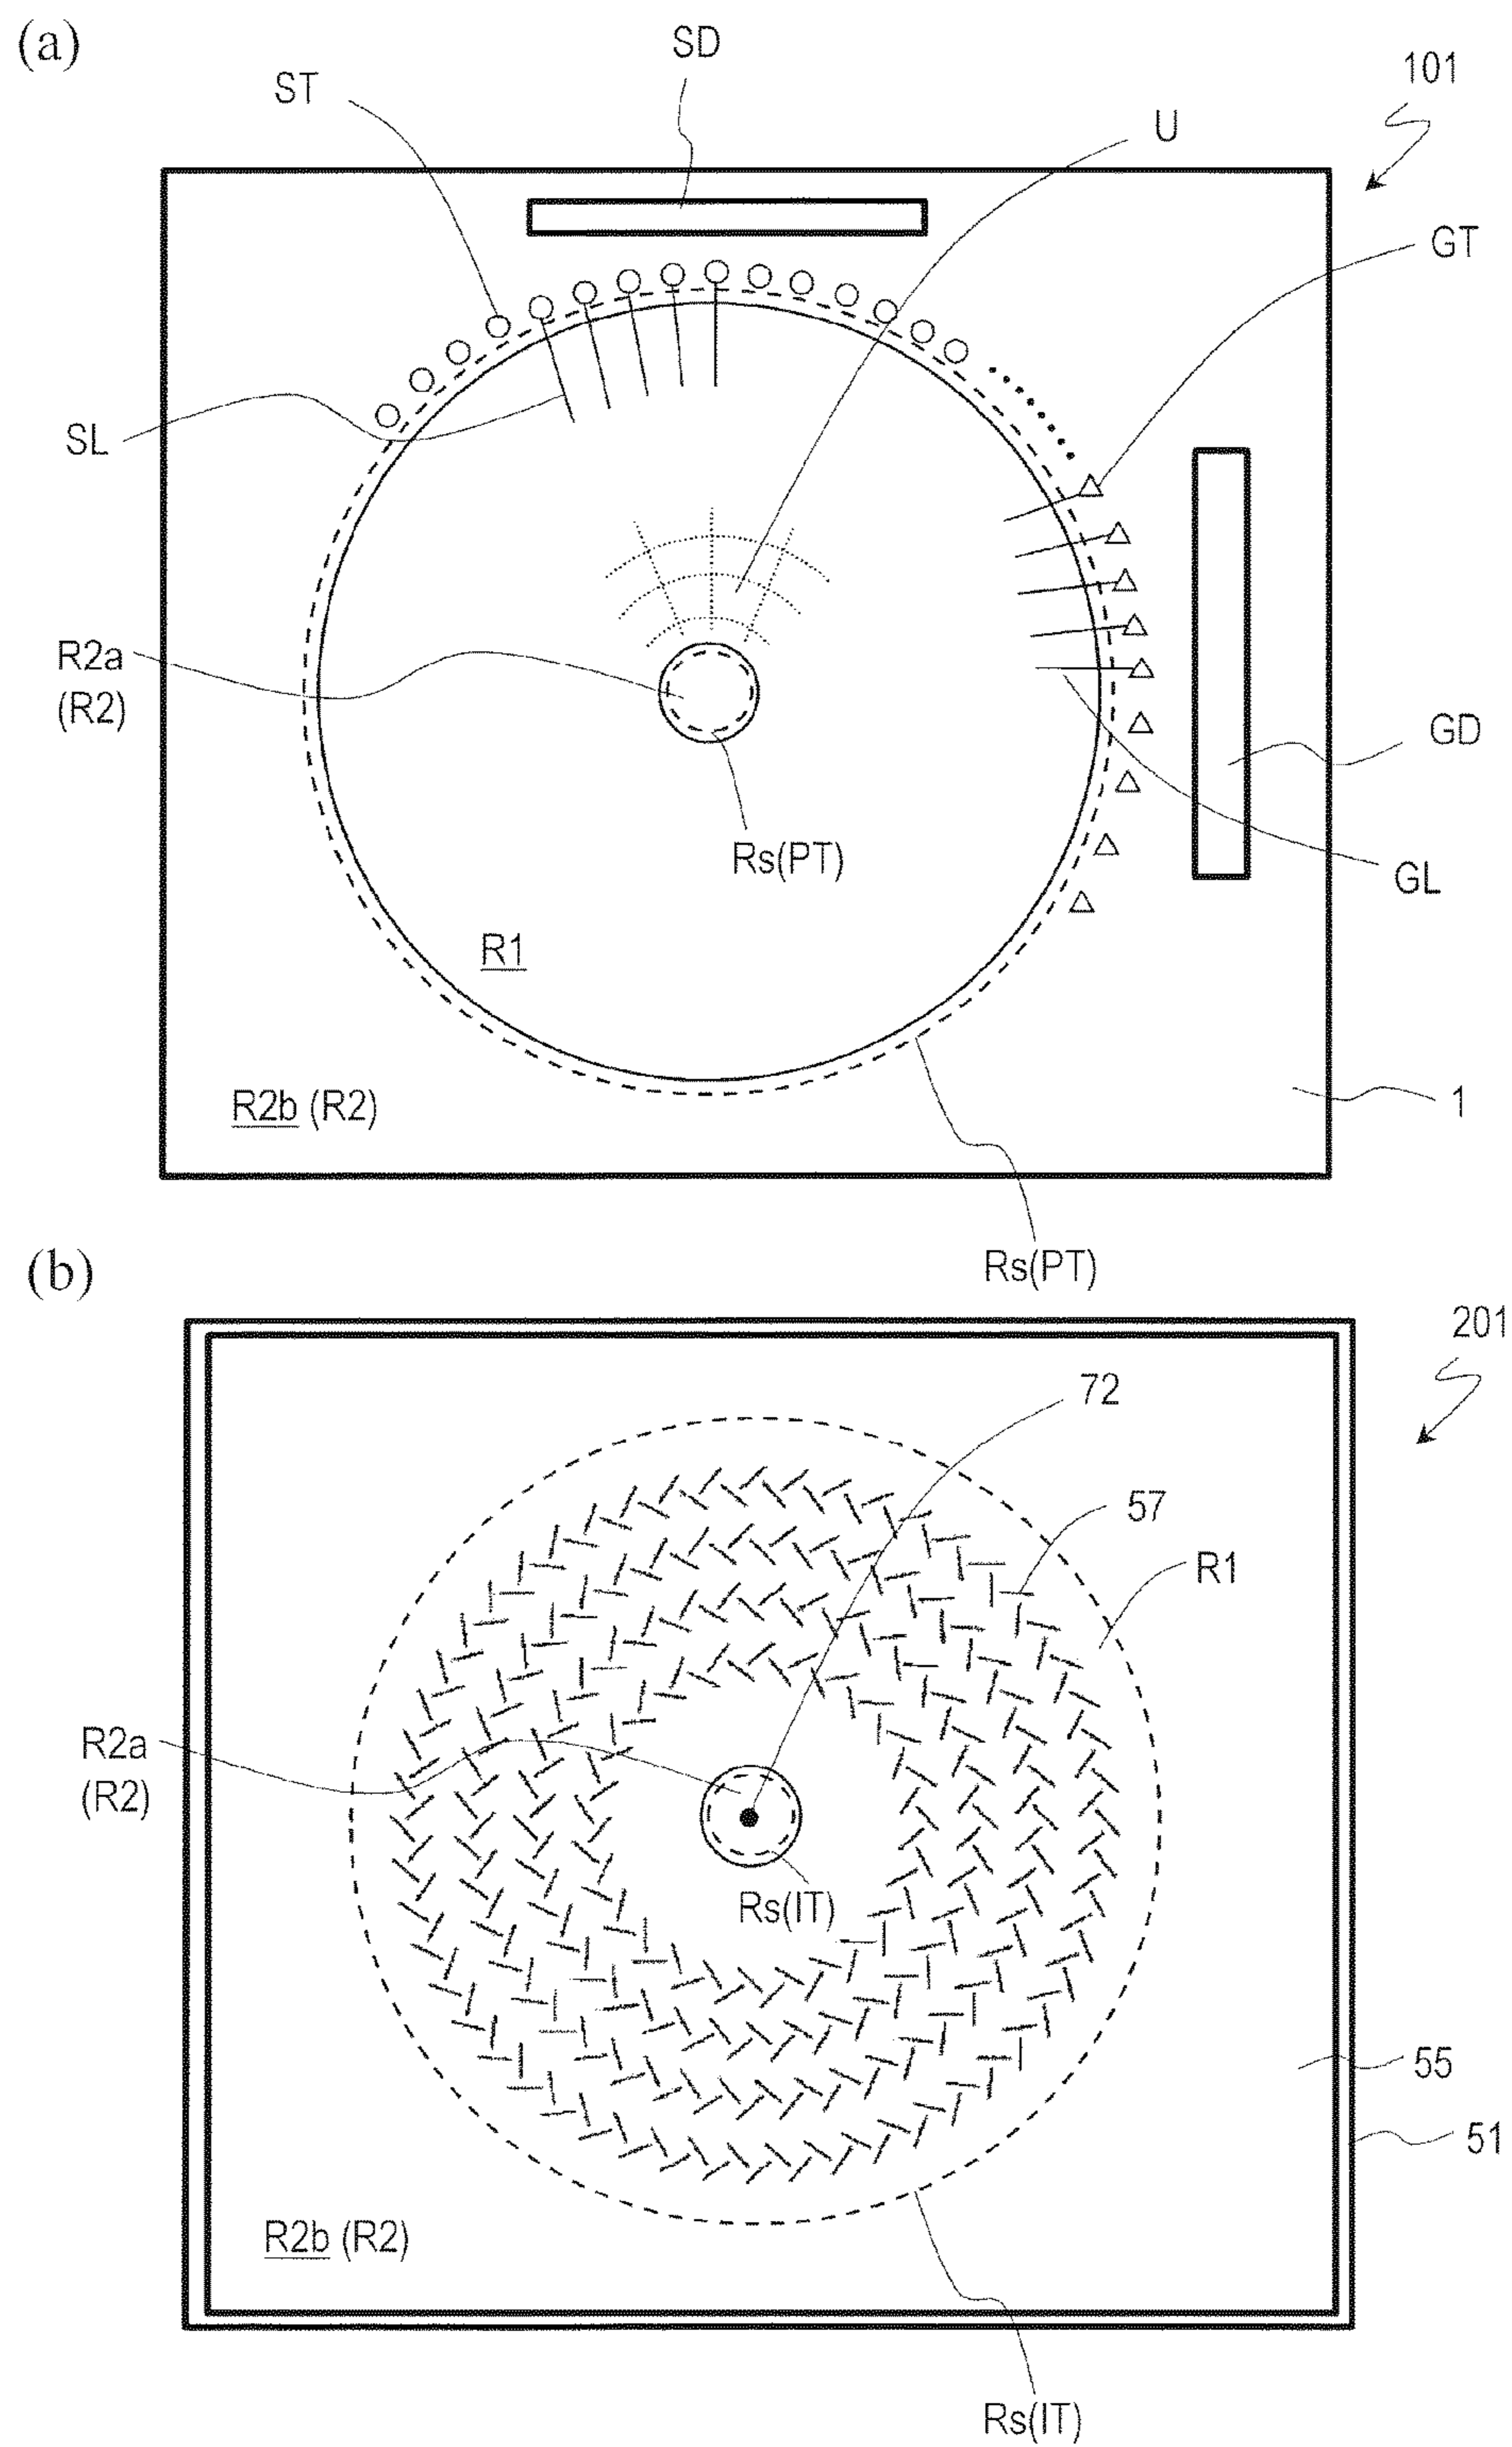 (a)
SD
ST
101
U
GT
SL
R2a
(R2)
GD
Rs(PT)
GL
R1
R2b (R2)
1
Rs(PT)
(b)
201
72
57
R1
R2a
(R2)
Rs(IT)
55
51
R2b (R2)
Rs(IT)